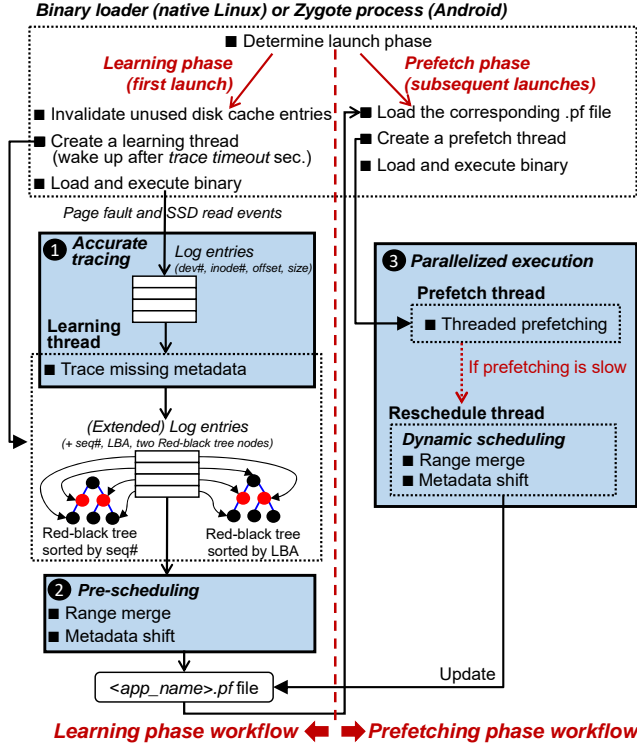 Binary loader (native Linux) or Zygote process (Android)
■ Determine launch phase
Learning phase
(first launch)
Prefetch phase
(subsequent launches)
■ Invalidate unused disk cache entries
■ Create a learning thread
(wake up after trace timeout sec.)
■ Load and execute binary
■ Load the corresponding .pf file
■ Create a prefetch thread
■ Load and execute binary
Page fault and SSD read events
1 Accurate
tracing
Log entries
(dev#, inode#, offset, size)
Learning
thread
■ Trace missing metadata
(Extended) Log entries
(+ seq#, LBA, two Red-black tree nodes)
Red-black tree
sorted by seq#
Red-black tree
sorted by LBA
2 Pre-scheduling
■ Range merge
■ Metadata shift
<app_name>.pf file
3 Parallelized execution
Prefetch thread
■ Threaded prefetching
If prefetching is slow
Reschedule thread
Dynamic scheduling
■ Range merge
■ Metadata shift
Update
Learning phase workflow
Prefetching phase workflow